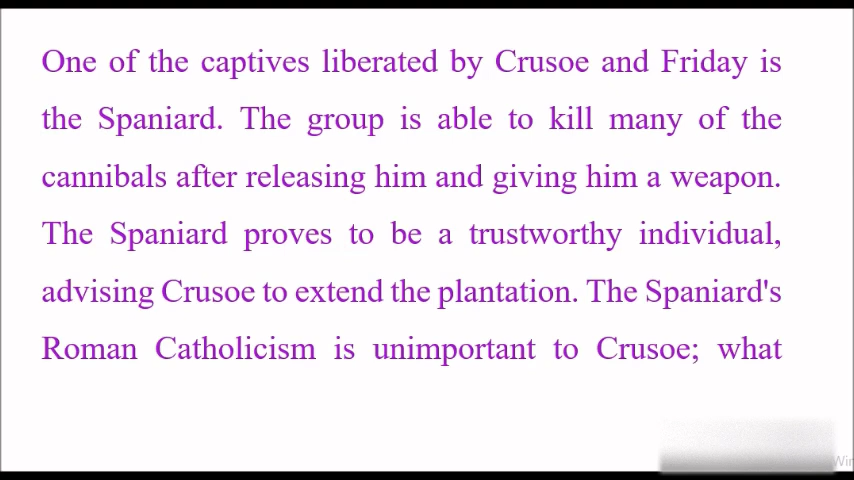 One of the captives liberated by Crusoe and Friday is
the Spaniard. The group is able to kill many of the
cannibals after releasing him and giving him a weapon.
The Spaniard proves to be a trustworthy individual,
advising Crusoe to extend the plantation. The Spaniard's
Roman Catholicism is unimportant to Crusoe; what